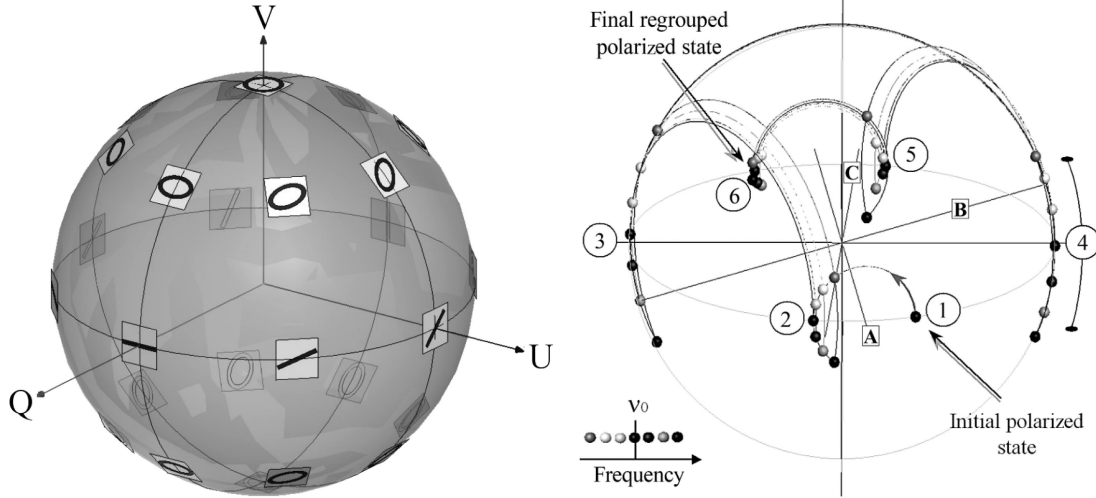 V
Q
U
Final regrouped
polarized state
5
C
6
B
3
4
2
1
A
ν₀
Initial polarized
state
Frequency